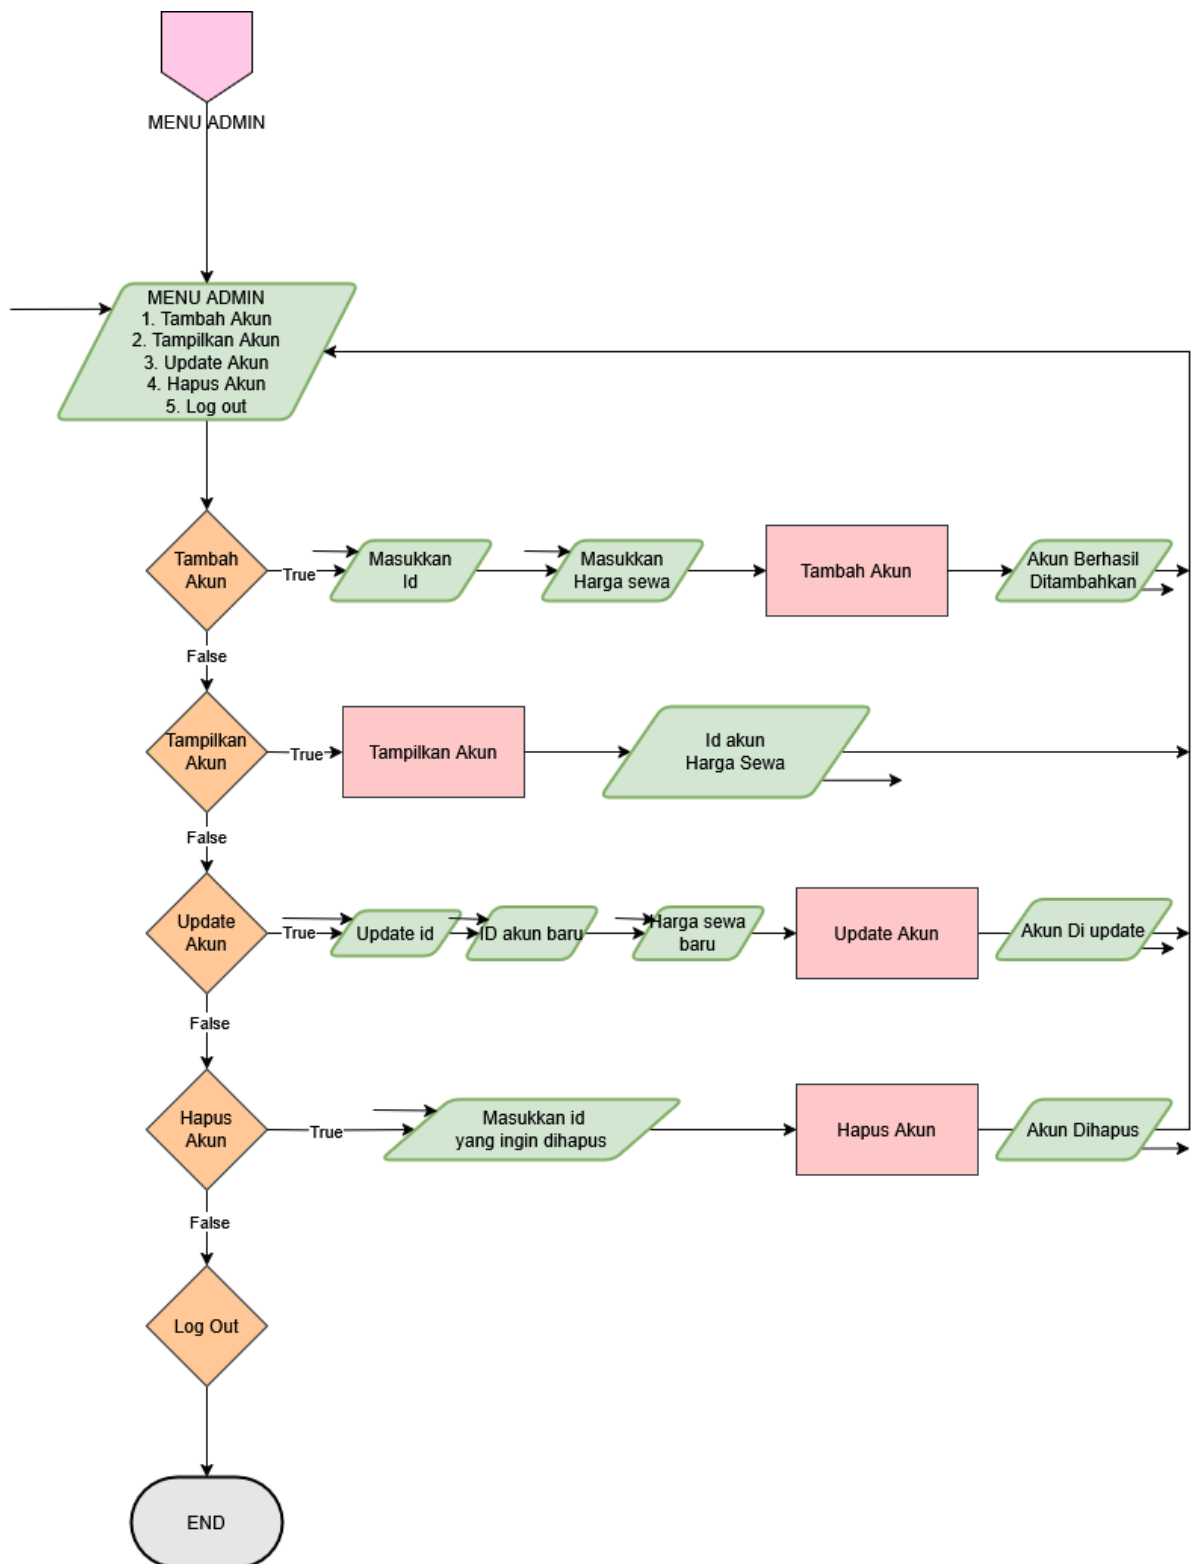 MENU ADMIN
MENU ADMIN
1. Tambah Akun
2. Tampilkan Akun
3. Update Akun
4. Hapus Akun
5. Log out
Tambah
Akun
True
Masukkan
Id
Masukkan
Harga sewa
Tambah Akun
Akun Berhasil
Ditambahkan
False
Tampilkan
Akun
True
Tampilkan Akun
Id akun
Harga Sewa
False
Update
Akun
True
Update id
ID akun baru
Harga sewa
baru
Update Akun
Akun Di update
False
Hapus
Akun
True
Masukkan id
yang ingin dihapus
Hapus Akun
Akun Dihapus
False
Log Out
END